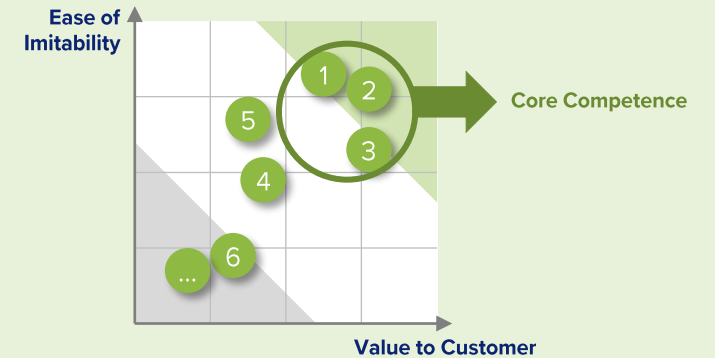 Ease of
Imitability
1
2
Core Competence
5
3
4
6
...
Value to Customer